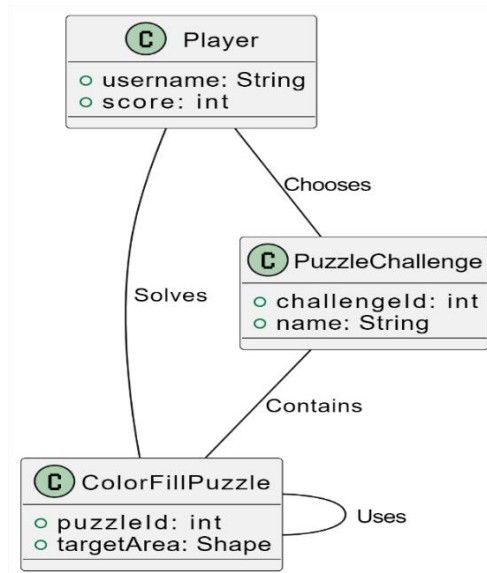 C Player
username: String
score: int
Chooses
C PuzzleChallenge
challengeId: int
name: String
Solves
Contains
C ColorFillPuzzle
puzzleId: int
targetArea: Shape
Uses